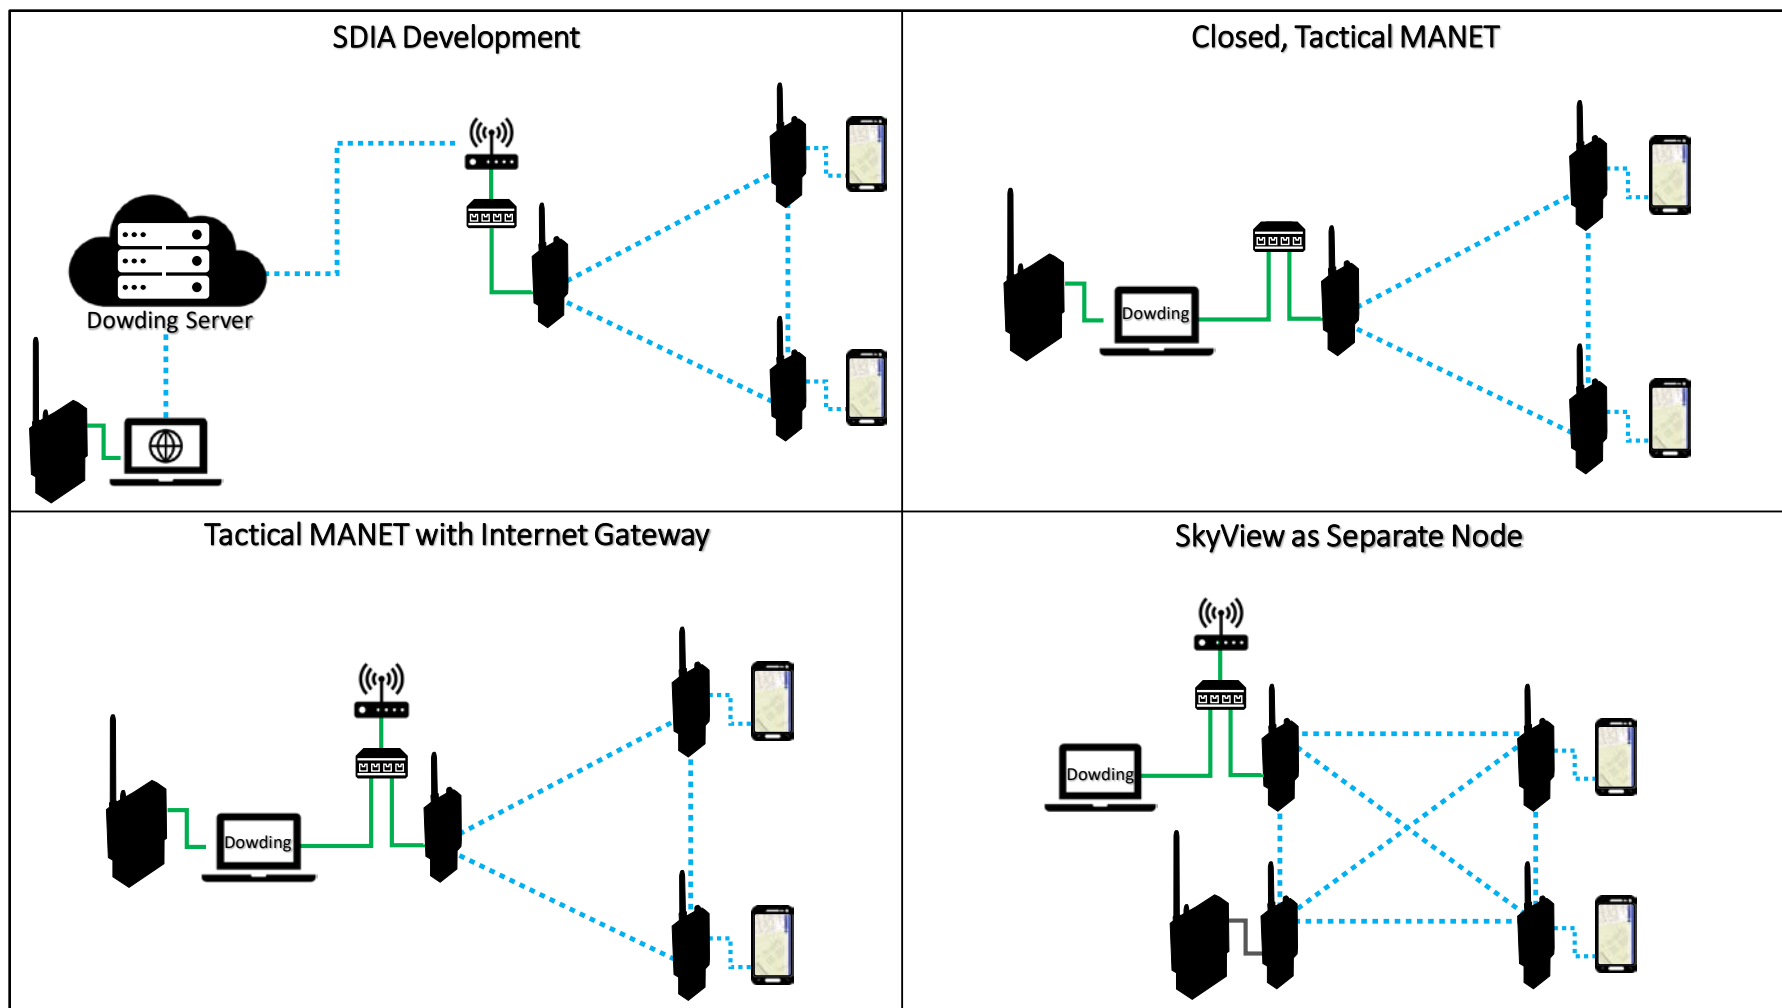 SDIA Development
Closed, Tactical MANET
Dowding Server
Dowding
Tactical MANET with Internet Gateway
SkyView as Separate Node
Dowding
Dowding